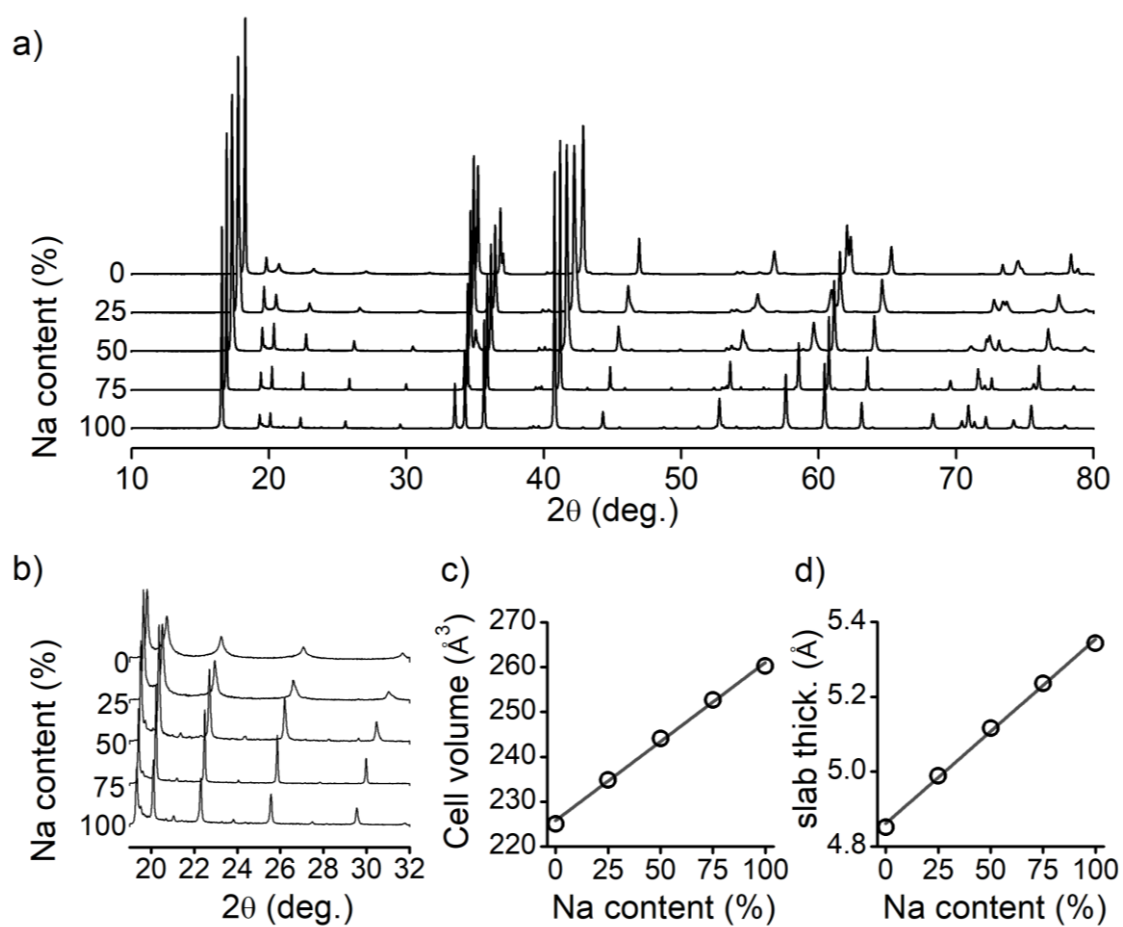 a)
Na content (%)
0
25
50
75
100
10 20 30 40 50 60 70 80
2θ (deg.)
b)
Na content (%)
0
25
50
75
100
20 22 24 26 28 30 32
2θ (deg.)
c)
Cell volume (Å³)
270
260
250
240
230
220
0 25 50 75 100
Na content (%)
d)
slab thick. (Å)
5.4
5.2
5.0
4.8
0 25 50 75 100
Na content (%)